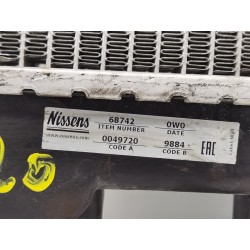 Nissens 68742 0W0
ITEM NUMBER DATE
0049720 9884
CODE A CODE B
EAC